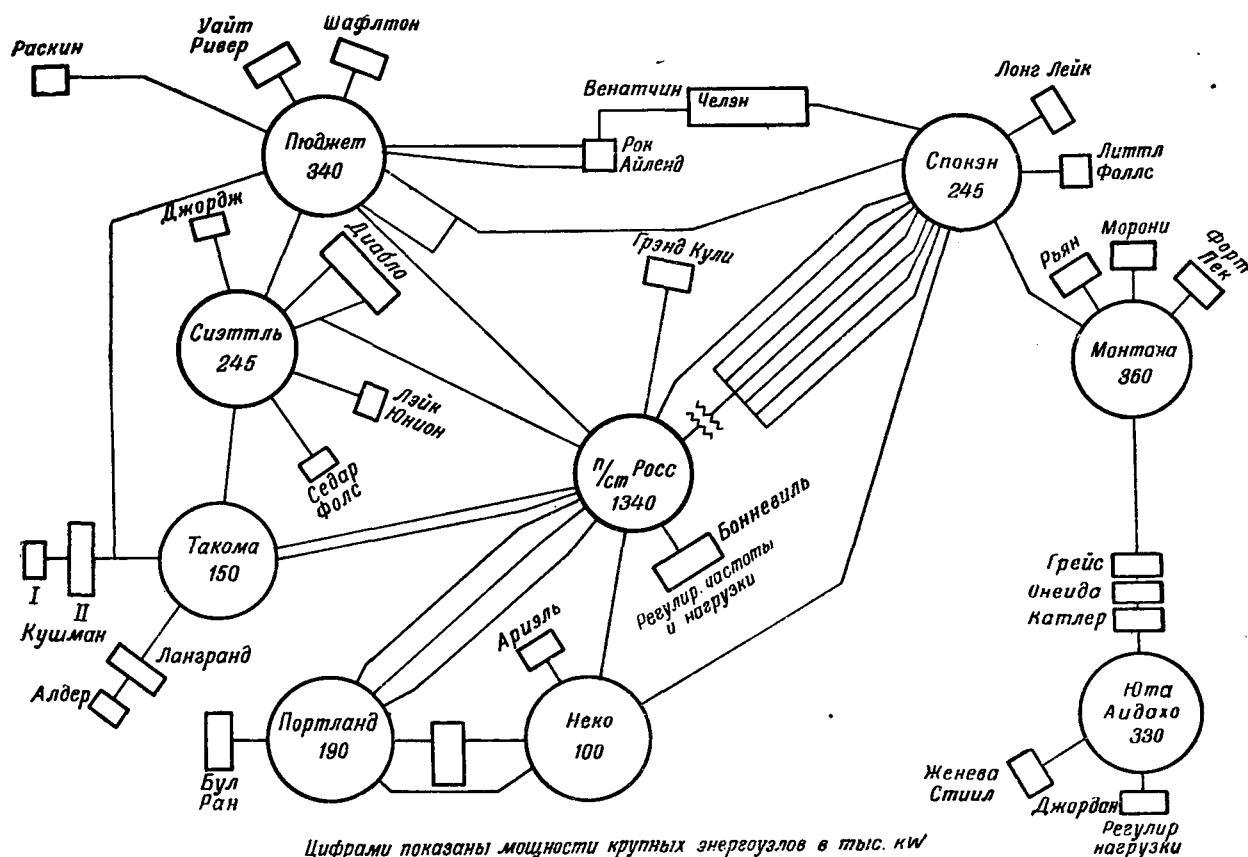 Раскин
Уайт
Ривер
Шафлтон
Пюджет
340
Венатчин
Челэн
Рок
Айленд
Лонг Лейк
Спокэн
245
Литтл
Фоллс
Джордж
Диабло
Грэнд Кули
Рьян
Морони
Форт
Пек
Монтана
360
Сиэттль
245
Лэйк
Юнион
Седар
Фолс
п/ст Росс
1340
Бонневиль
Регулир. частоты
и нагрузки
Такома
150
I
II
Кушман
Лангранд
Алдер
Ариэль
Портланд
190
Неко
100
Бул
Ран
Грейс
Онеида
Катлер
Юта
Аидахо
330
Женева
Стиил
Джордан
Регулир
нагрузки
Цифрами показаны мощности крупных энергоузлов в тыс. kW